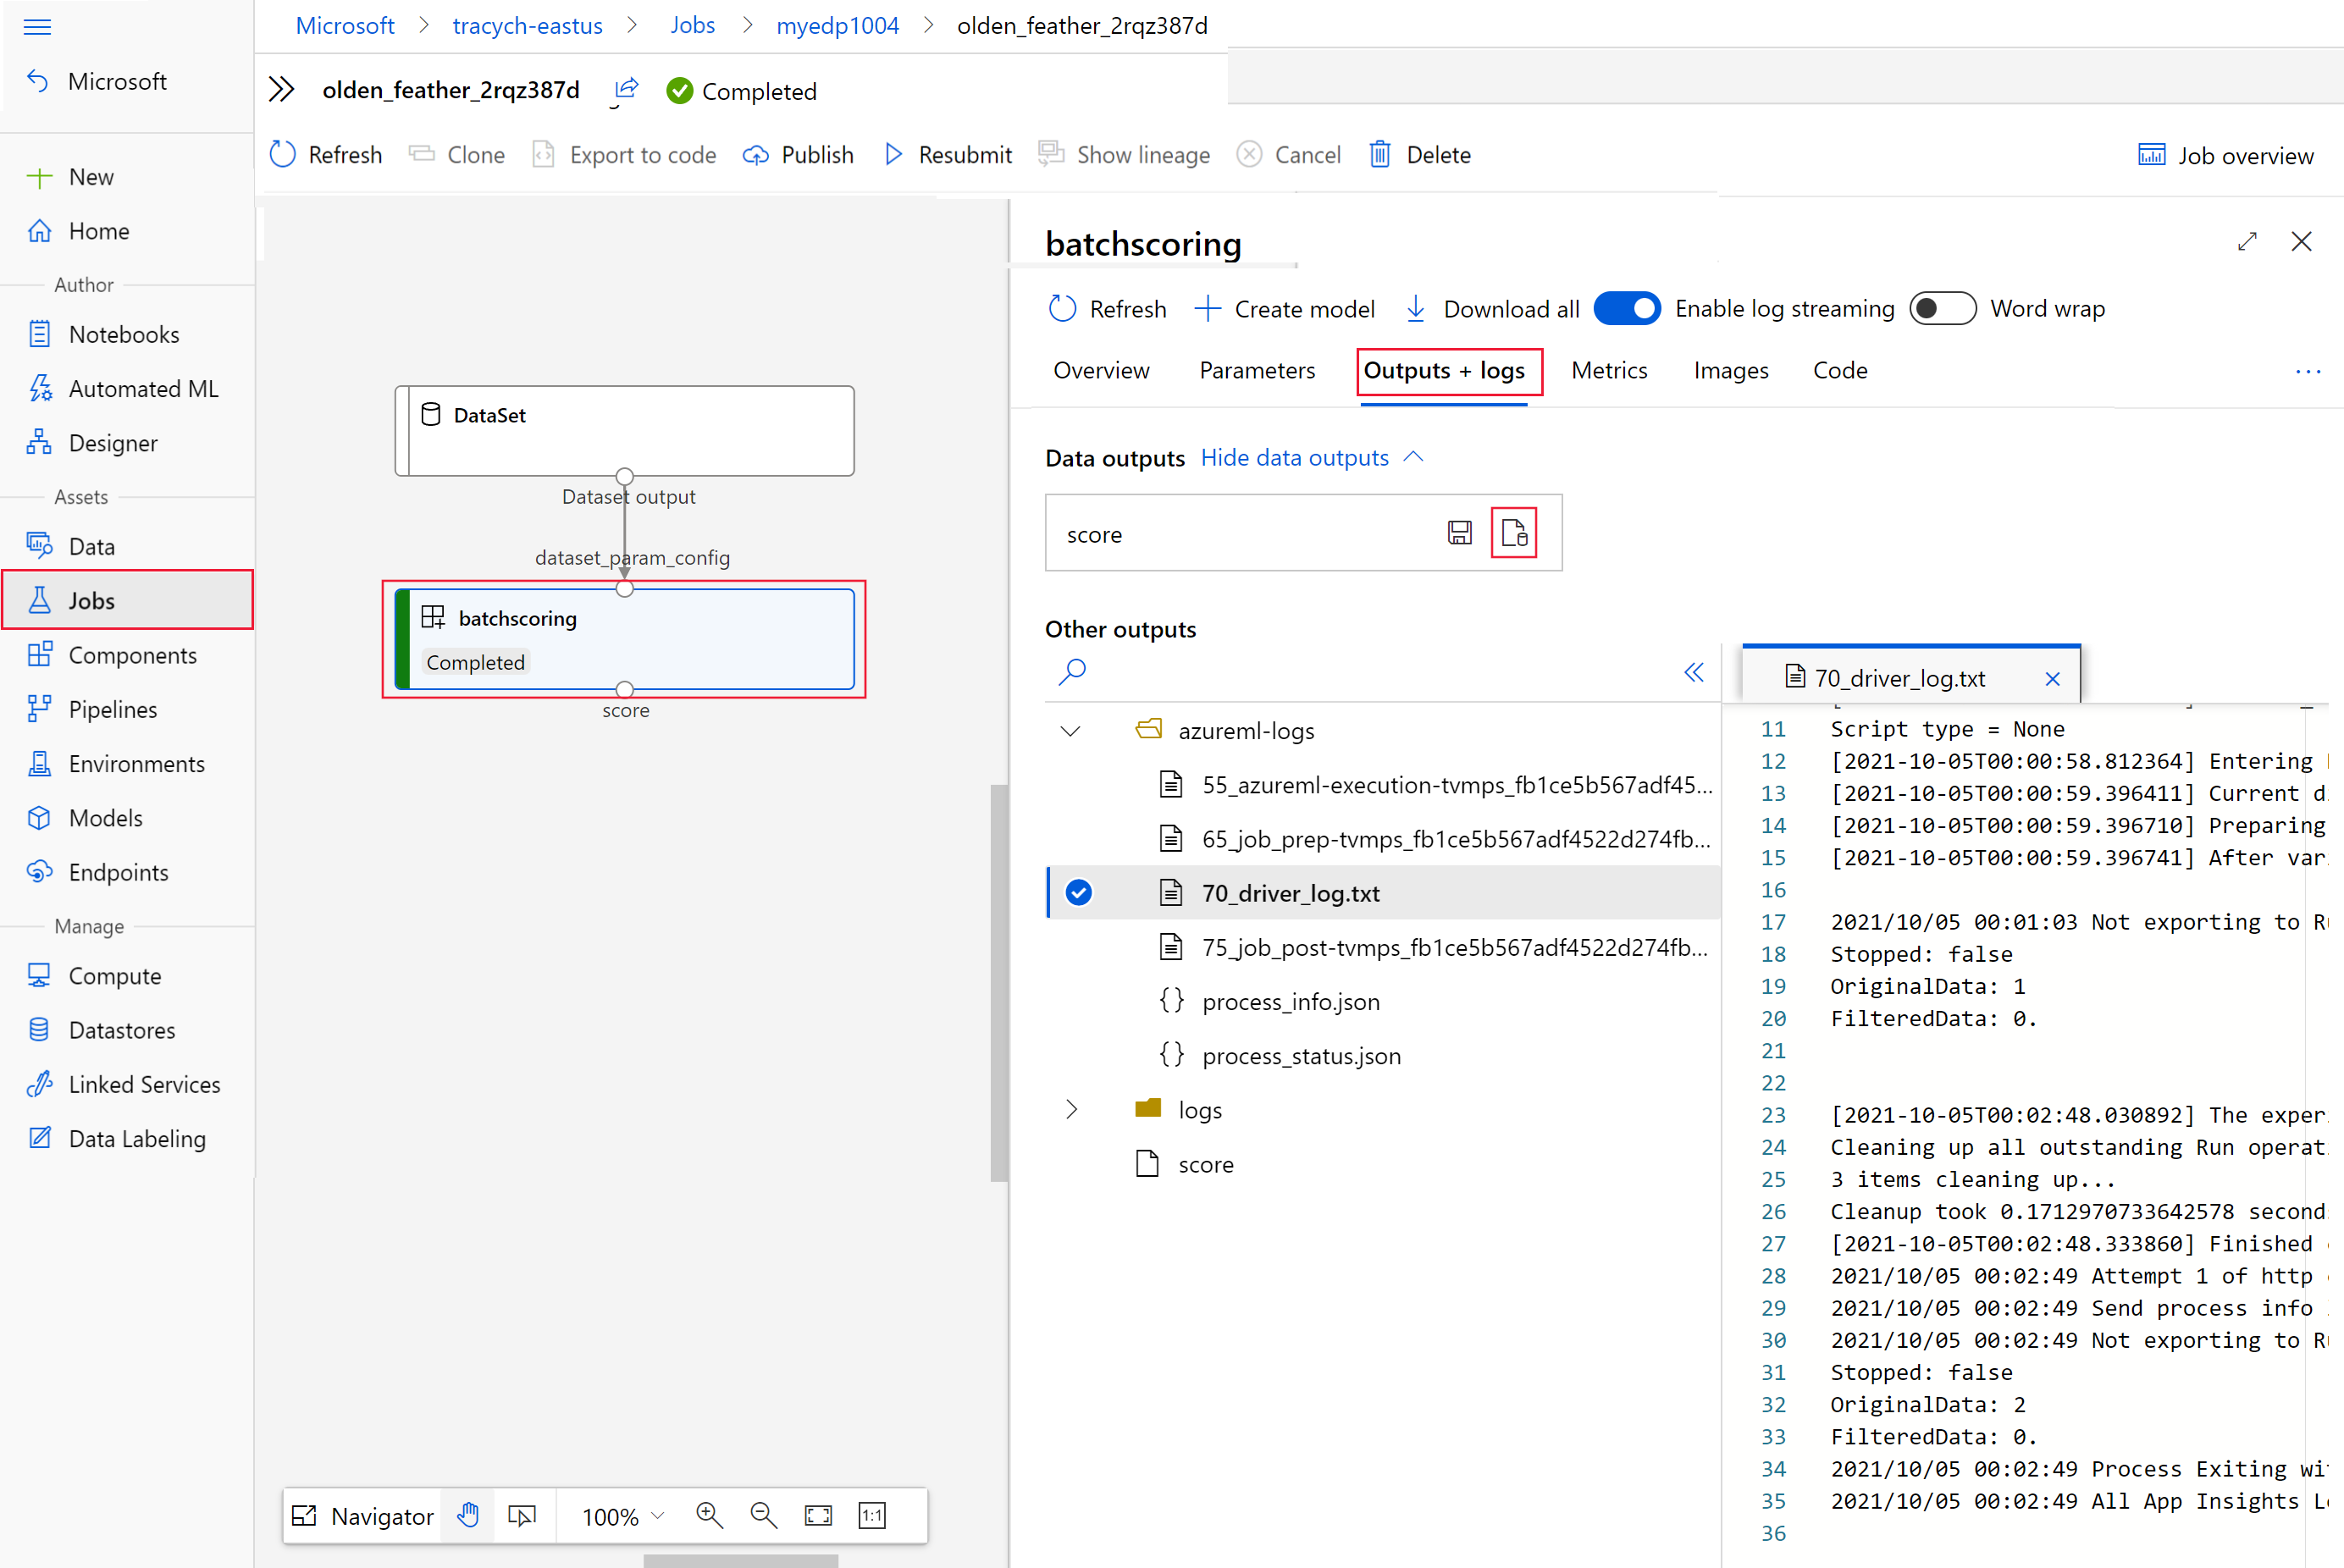 Microsoft > tracych-eastus > Jobs > myedp1004 > olden_feather_2rqz387d
Microsoft
olden_feather_2rqz387d Completed
Refresh Clone Export to code Publish Resubmit Show lineage Cancel Delete Job overview
New
Home
Author
Notebooks
Automated ML
Designer
Assets
Data
Jobs
Components
Pipelines
Environments
Models
Endpoints
Manage
Compute
Datastores
Linked Services
Data Labeling
DataSet
Dataset output
dataset_param_config
batchscoring
Completed
score
Navigator 100% 1:1
batchscoring
Refresh Create model Download all Enable log streaming Word wrap
Overview Parameters Outputs + logs Metrics Images Code ...
Data outputs Hide data outputs
score
Other outputs
azureml-logs
55_azureml-execution-tvmps_fb1ce5b567adf45...
65_job_prep-tvmps_fb1ce5b567adf4522d274fb...
70_driver_log.txt
75_job_post-tvmps_fb1ce5b567adf4522d274fb...
{} process_info.json
{} process_status.json
logs
score
70_driver_log.txt
11 Script type = None
12 [2021-10-05T00:00:58.812364] Entering
13 [2021-10-05T00:00:59.396411] Current
14 [2021-10-05T00:00:59.396710] Preparing
15 [2021-10-05T00:00:59.396741] After
16
17 2021/10/05 00:01:03 Not exporting to
18 Stopped: false
19 OriginalData: 1
20 FilteredData: 0.
21
22
23 [2021-10-05T00:02:48.030892] The
24 Cleaning up all outstanding Run
25 3 items cleaning up...
26 Cleanup took 0.1712970733642578
27 [2021-10-05T00:02:48.333860] Finished
28 2021/10/05 00:02:49 Attempt 1 of http
29 2021/10/05 00:02:49 Send process info
30 2021/10/05 00:02:49 Not exporting to
31 Stopped: false
32 OriginalData: 2
33 FilteredData: 0.
34 2021/10/05 00:02:49 Process Exiting
35 2021/10/05 00:02:49 All App Insights
36